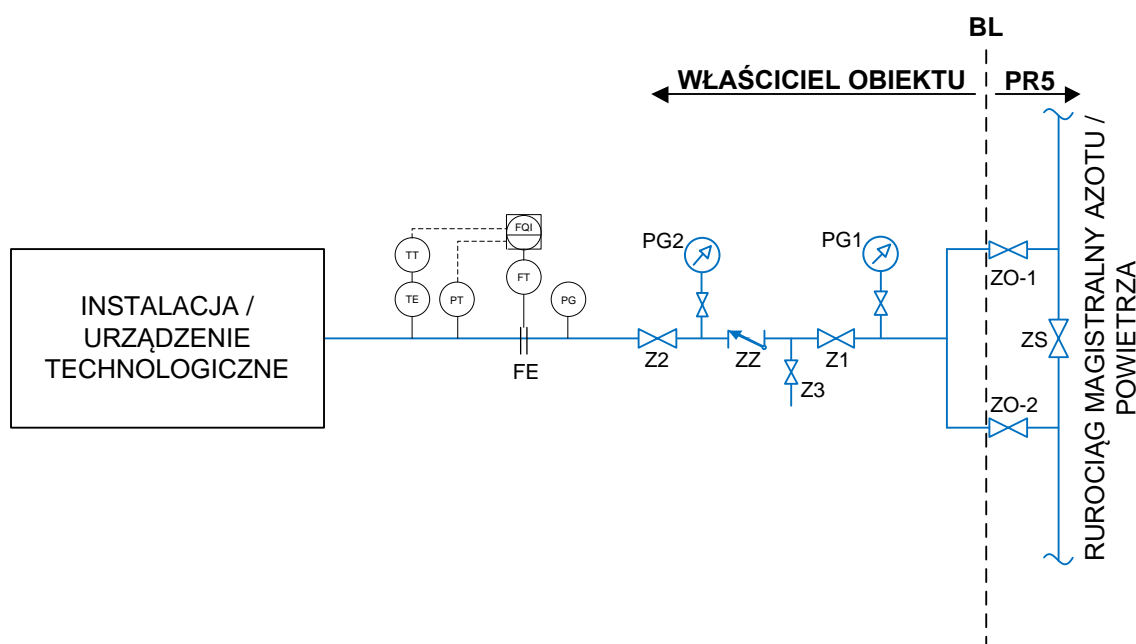 BL
WŁAŚCICIEL OBIEKTU
PR5
RUROCIĄG MAGISTRALNY AZOTU /
POWIETRZA
FQI
TT
FT
TE
PT
PG
PG2
PG1
ZO-1
INSTALACJA /
URZĄDZENIE
TECHNOLOGICZNE
FE
Z2
ZZ
Z1
Z3
ZS
ZO-2